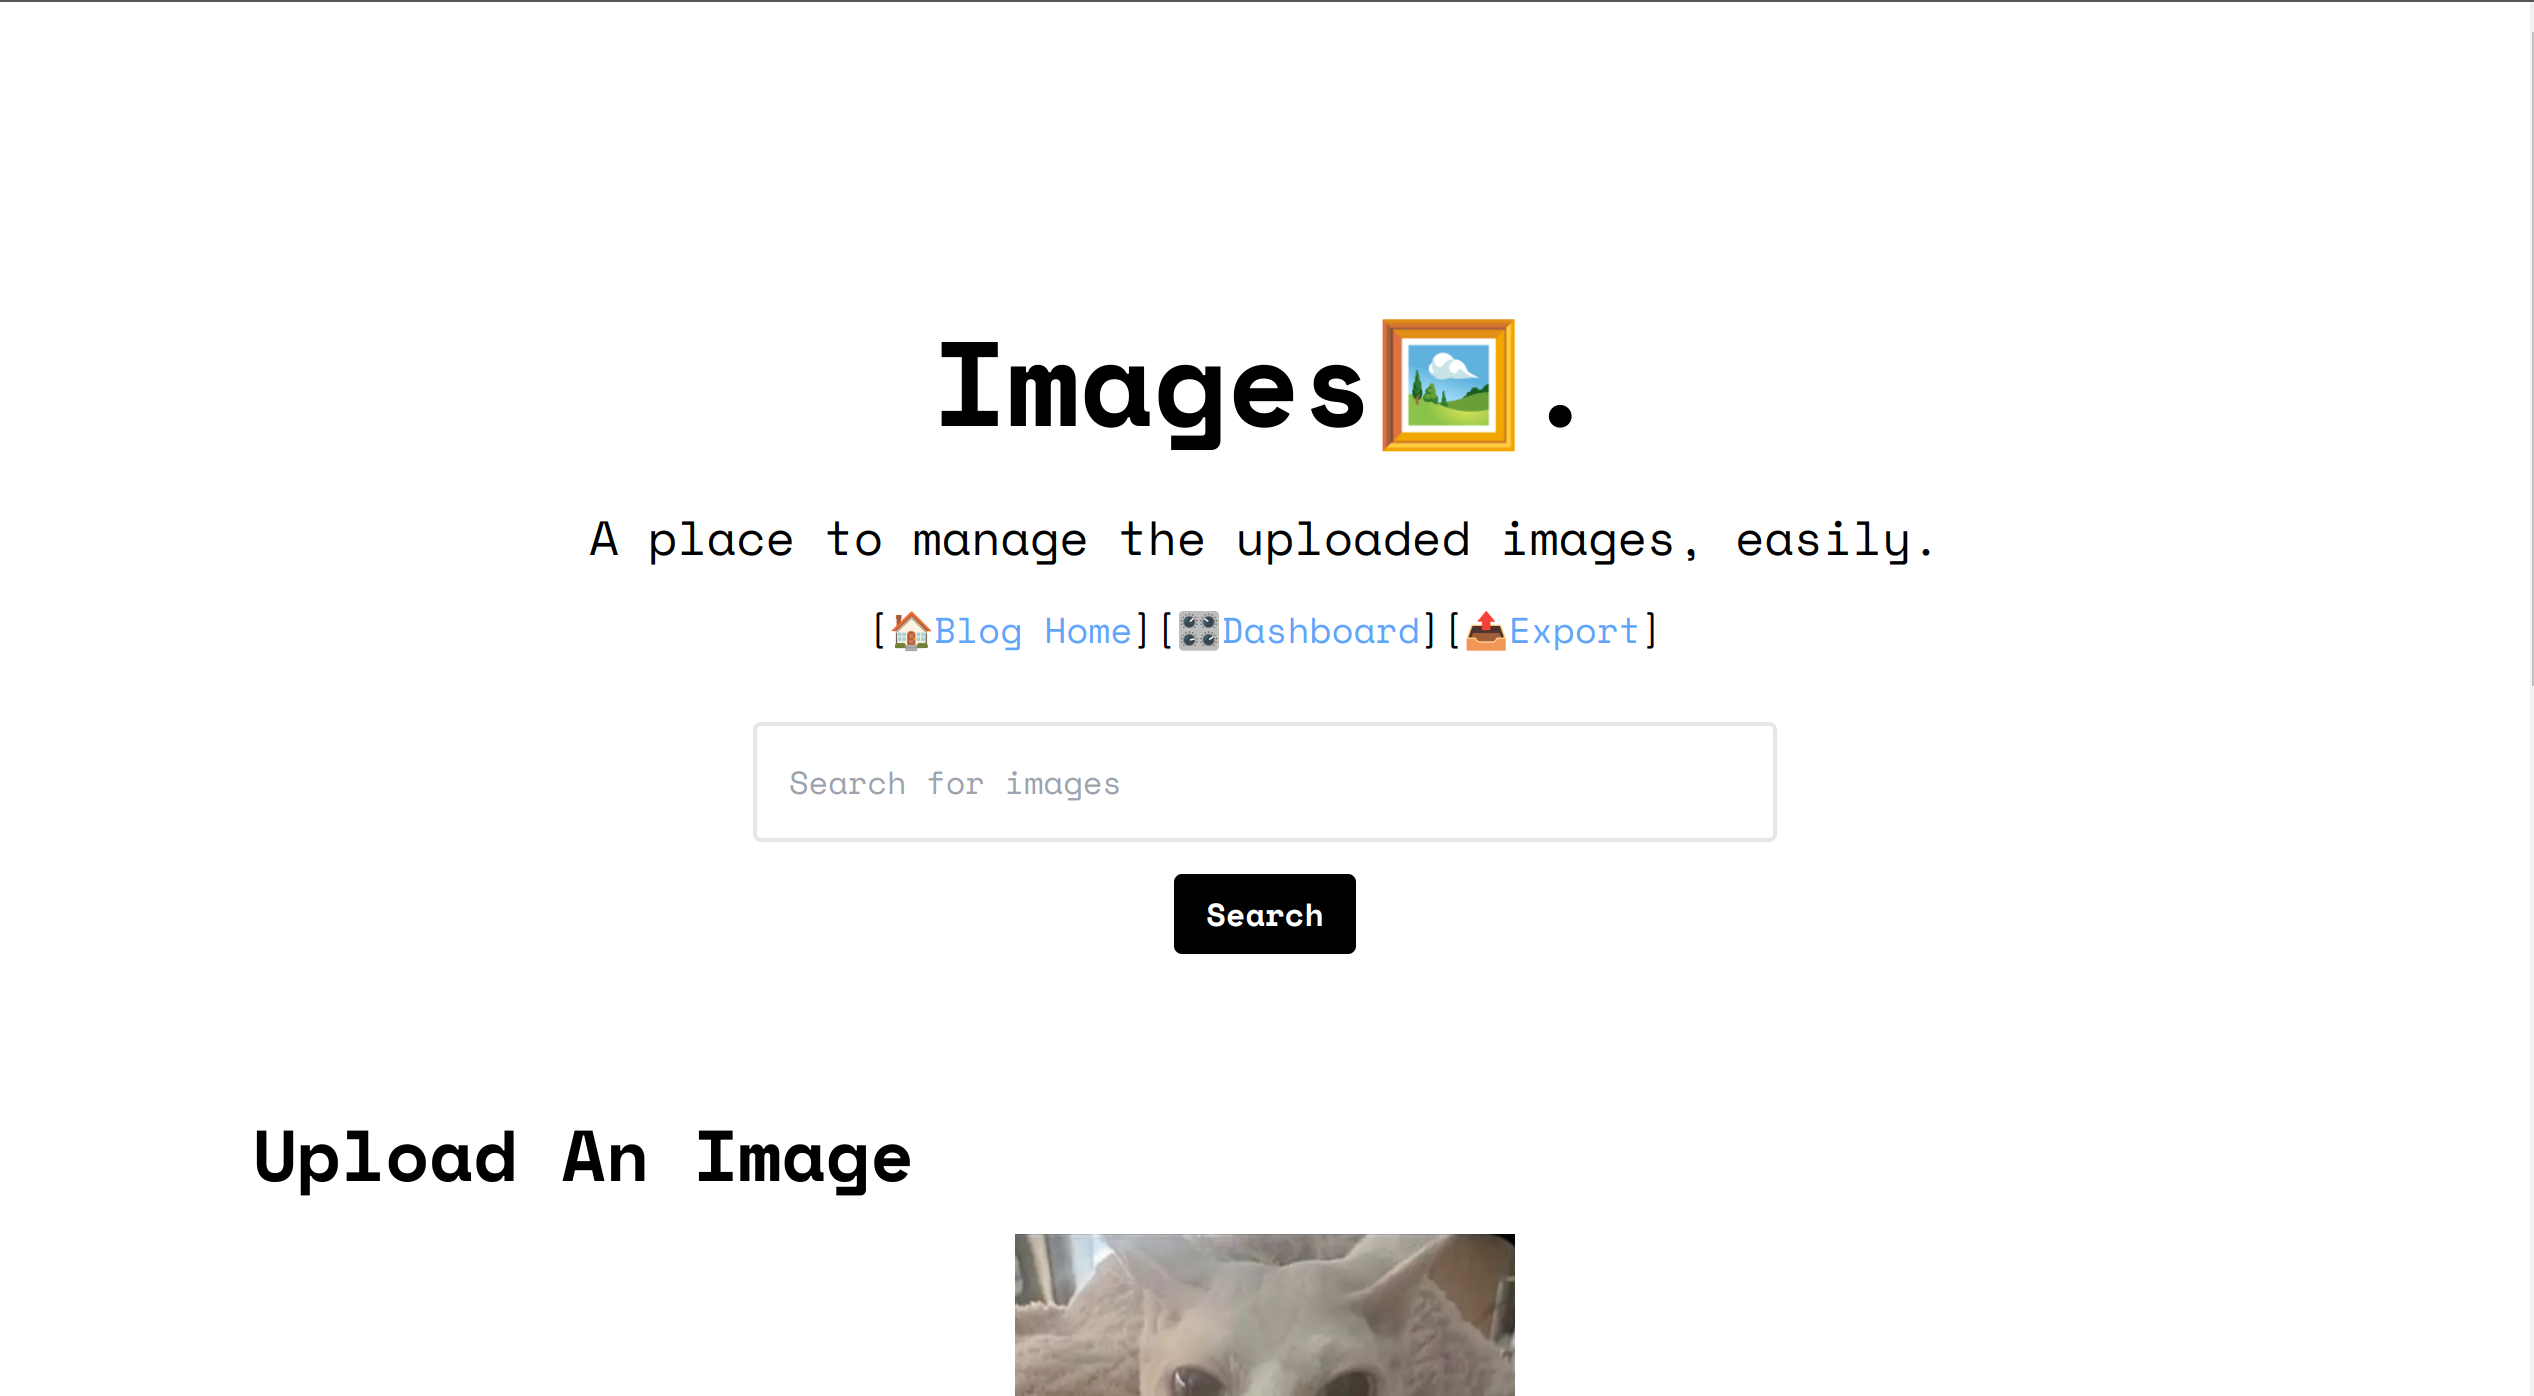 Images🖼️.
A place to manage the uploaded images, easily.
[🏠Blog Home][🎛️Dashboard][📤Export]
Search for images
Search
Upload An Image